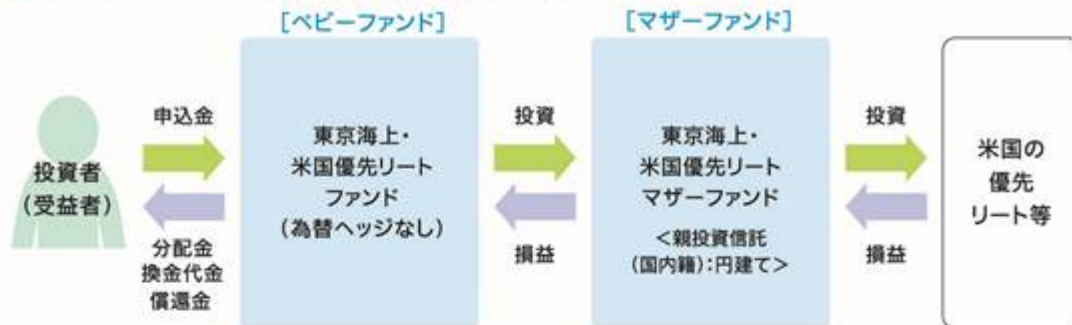 [ベビーファンド]
[マザーファンド]
投資者
(受益者)
申込金
分配金
換金代金
償還金
東京海上・
米国優先リート
ファンド
(為替ヘッジなし)
投資
損益
東京海上・
米国優先リート
マザーファンド
<親投資信託
(国内籍):円建て>
投資
損益
米国の
優先
リート等